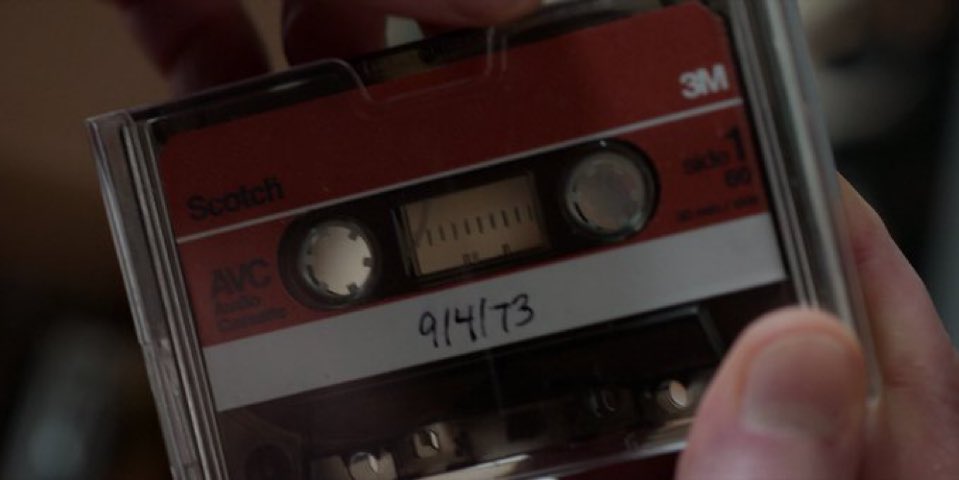 3M
Scotch
side 1
60
AVC
Audio
Cassette
9/4/73